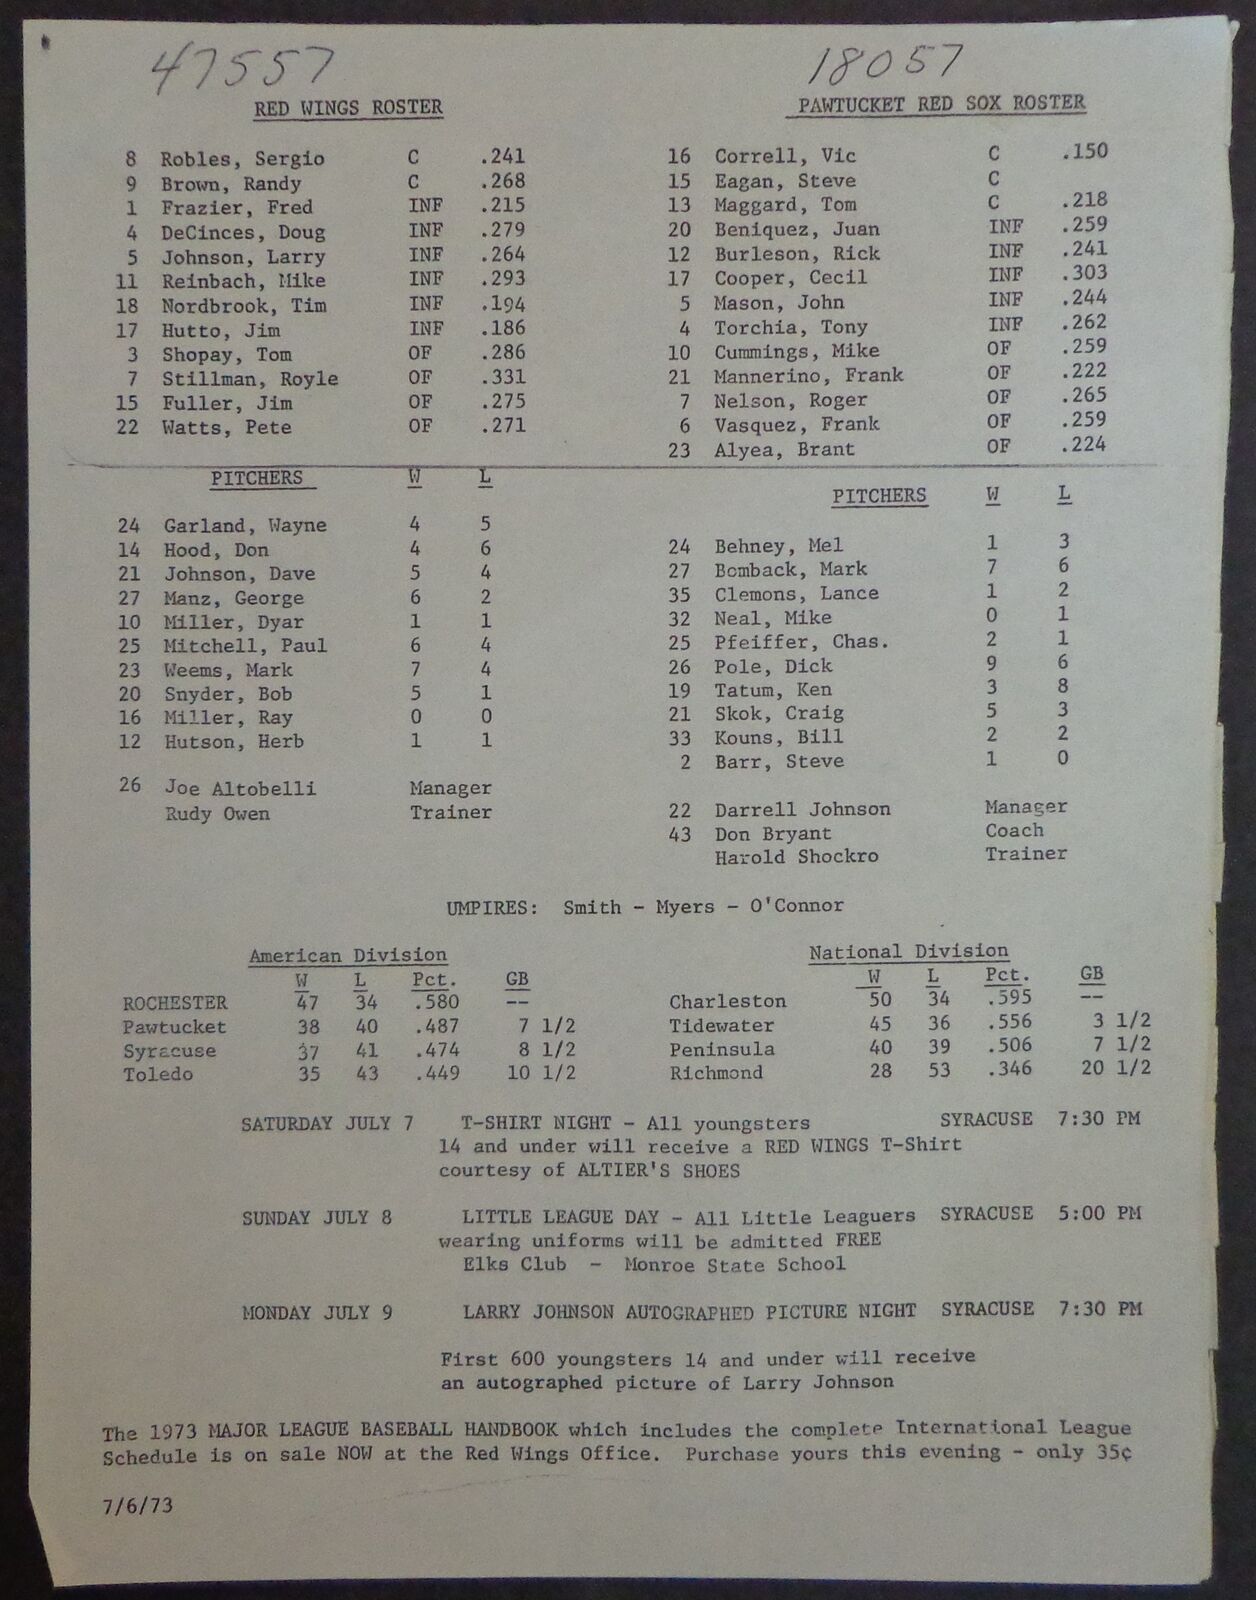 47557
RED WINGS ROSTER
8 Robles, Sergio C .241
9 Brown, Randy C .268
1 Frazier, Fred INF .215
4 DeCinces, Doug INF .279
5 Johnson, Larry INF .264
11 Reinbach, Mike INF .293
18 Nordbrook, Tim INF .194
17 Hutto, Jim INF .186
3 Shopay, Tom OF .286
7 Stillman, Royle OF .331
15 Fuller, Jim OF .275
22 Watts, Pete OF .271
PITCHERS W L
24 Garland, Wayne 4 5
14 Hood, Don 4 6
21 Johnson, Dave 5 4
27 Manz, George 6 2
10 Miller, Dyar 1 1
25 Mitchell, Paul 6 4
23 Weems, Mark 7 4
20 Snyder, Bob 5 1
16 Miller, Ray 0 0
12 Hutson, Herb 1 1
26 Joe Altobelli Manager
Rudy Owen Trainer
18057
PAWTUCKET RED SOX ROSTER
16 Correll, Vic C .150
15 Eagan, Steve C
13 Maggard, Tom C .218
20 Beniquez, Juan INF .259
12 Burleson, Rick INF .241
17 Cooper, Cecil INF .303
5 Mason, John INF .244
4 Torchia, Tony INF .262
10 Cummings, Mike OF .259
21 Mannerino, Frank OF .222
7 Nelson, Roger OF .265
6 Vasquez, Frank OF .259
23 Alyea, Brant OF .224
PITCHERS W L
24 Behney, Mel 1 3
27 Bomback, Mark 7 6
35 Clemons, Lance 1 2
32 Neal, Mike 0 1
25 Pfeiffer, Chas. 2 1
26 Pole, Dick 9 6
19 Tatum, Ken 3 8
21 Skok, Craig 5 3
33 Kouns, Bill 2 2
2 Barr, Steve 1 0
22 Darrell Johnson Manager
43 Don Bryant Coach
Harold Shockro Trainer
UMPIRES: Smith - Myers - O'Connor
American Division
W L Pct. GB
ROCHESTER 47 34 .580 --
Pawtucket 38 40 .487 7 1/2
Syracuse 37 41 .474 8 1/2
Toledo 35 43 .449 10 1/2
National Division
W L Pct. GB
Charleston 50 34 .595 --
Tidewater 45 36 .556 3 1/2
Peninsula 40 39 .506 7 1/2
Richmond 28 53 .346 20 1/2
SATURDAY JULY 7 T-SHIRT NIGHT - All youngsters SYRACUSE 7:30 PM
14 and under will receive a RED WINGS T-Shirt
courtesy of ALTIER'S SHOES
SUNDAY JULY 8 LITTLE LEAGUE DAY - All Little Leaguers SYRACUSE 5:00 PM
wearing uniforms will be admitted FREE
Elks Club - Monroe State School
MONDAY JULY 9 LARRY JOHNSON AUTOGRAPHED PICTURE NIGHT SYRACUSE 7:30 PM
First 600 youngsters 14 and under will receive
an autographed picture of Larry Johnson
The 1973 MAJOR LEAGUE BASEBALL HANDBOOK which includes the complete International League
Schedule is on sale NOW at the Red Wings Office. Purchase yours this evening - only 35¢
7/6/73